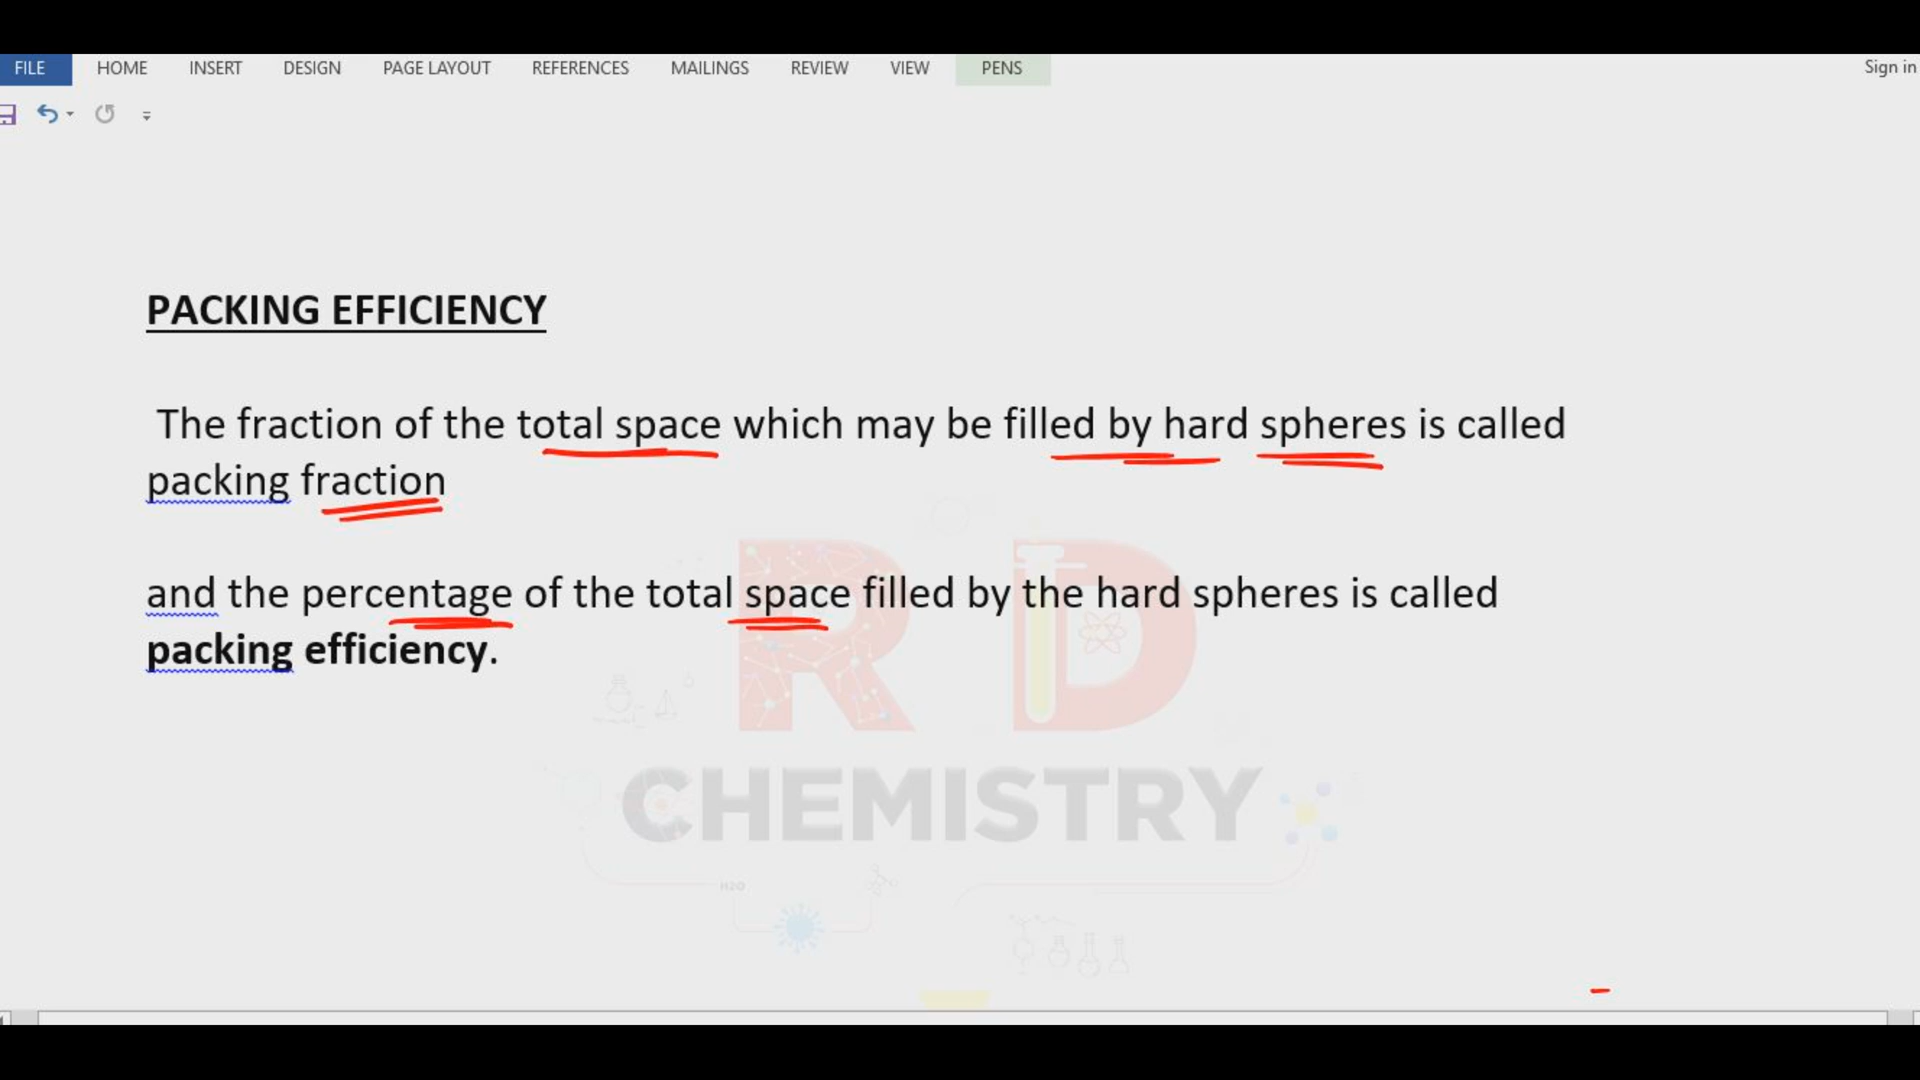 FILE HOME INSERT DESIGN PAGE LAYOUT REFERENCES MAILINGS REVIEW VIEW PENS Sign in
PACKING EFFICIENCY
The fraction of the total space which may be filled by hard spheres is called
packing fraction
and the percentage of the total space filled by the hard spheres is called
packing efficiency.
R D
CHEMISTRY
H2O